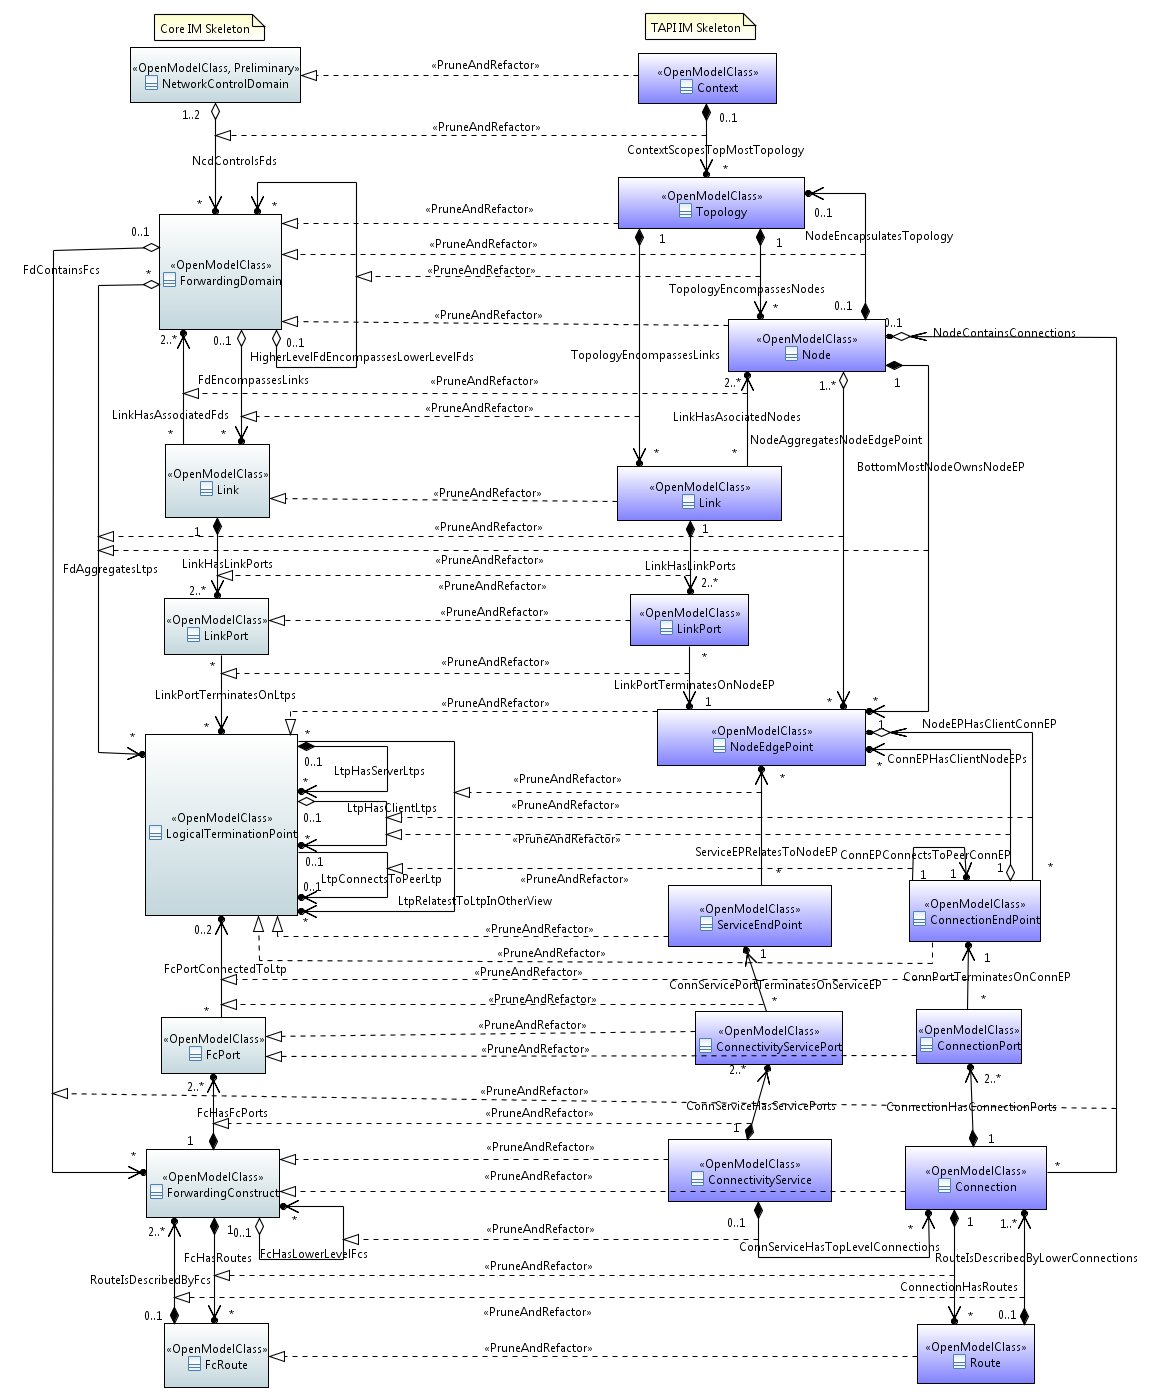 Core IM Skeleton
TAPI IM Skeleton
«OpenModelClass, Preliminary»
NetworkControlDomain
«PruneAndRefactor»
«OpenModelClass»
Context
1..2
0..1
«PruneAndRefactor»
NcdControlsFds
ContextScopesTopMostTopology
*
*
*
«OpenModelClass»
Topology
«PruneAndRefactor»
0..1
0..1
1
1
NodeEncapsulatesTopology
«PruneAndRefactor»
FdContainsFcs
*
«OpenModelClass»
ForwardingDomain
«PruneAndRefactor»
TopologyEncompassNodes
*
0..1
«PruneAndRefactor»
0..1
NodeContainsConnections
2..*
0..1
0..1
«OpenModelClass»
Node
HigherLevelFdEncompassesLowerLevelFds
TopologyEncompassesLinks
FdEncompassesLinks
«PruneAndRefactor»
2..*
1..*
1
LinkHasAssociatedFds
«PruneAndRefactor»
LinkHasAsociatedNodes
*
*
NodeAggregatesNodeEdgePoint
*
*
«OpenModelClass»
Link
BottomMostNodeOwnsNodeEP
«OpenModelClass»
Link
«PruneAndRefactor»
1
«PruneAndRefactor»
1
«PruneAndRefactor»
FdAggregatesLtps
LinkHasLinkPorts
LinkHasLinkPorts
2..*
«PruneAndRefactor»
2..*
«OpenModelClass»
LinkPort
«PruneAndRefactor»
«OpenModelClass»
LinkPort
*
«PruneAndRefactor»
*
LinkPortTerminatesOnLtps
LinkPortTerminatesOnNodeEP
1
*
*
*
*
«PruneAndRefactor»
*
«OpenModelClass»
NodeEdgePoint
1
NodeEPHasClientConnEP
0..1
ConnEPHasClientNodeEPs
*
LtpHasServerLtps
*
«PruneAndRefactor»
*
LtpHasClientLtps
«PruneAndRefactor»
0..1
«OpenModelClass»
LogicalTerminationPoint
*
«PruneAndRefactor»
0..1
ServiceEPRelatesToNodeEP
ConnEPConnectsToPeerConnEP
*
LtpConnectsToPeerLtp
«PruneAndRefactor»
*
1
1
1
0..1
LtpRelatestToLtpInOtherView
*
«OpenModelClass»
ServiceEndPoint
«OpenModelClass»
ConnectionEndPoint
0..2
«PruneAndRefactor»
«PruneAndRefactor»
1
1
FcPortConnectedToLtp
«PruneAndRefactor»
ConnServicePortTerminatesOnServiceEP
ConnPortTerminatesOnConnEP
*
«PruneAndRefactor»
*
*
«OpenModelClass»
FcPort
«PruneAndRefactor»
«OpenModelClass»
ConnectivityServicePort
«OpenModelClass»
ConnectionPort
«PruneAndRefactor»
2..*
2..*
2..*
«PruneAndRefactor»
FcHasFcPorts
«PruneAndRefactor»
ConnServiceHasServicePorts
ConnectionHasConnectionPorts
1
1
1
*
«PruneAndRefactor»
*
«OpenModelClass»
ForwardingConstruct
«PruneAndRefactor»
«OpenModelClass»
ConnectivityService
«OpenModelClass»
Connection
2..*
1
0..1
*
«PruneAndRefactor»
0..1
*
1
1..*
FcHasRoutes
FcHasLowerLevelFcs
ConnServiceHasTopLevelConnections
RouteIsDescribedByLowerConnections
RouteIsDescribedByFcs
«PruneAndRefactor»
ConnectionHasRoutes
0..1
*
«PruneAndRefactor»
*
0..1
«OpenModelClass»
FcRoute
«PruneAndRefactor»
«OpenModelClass»
Route